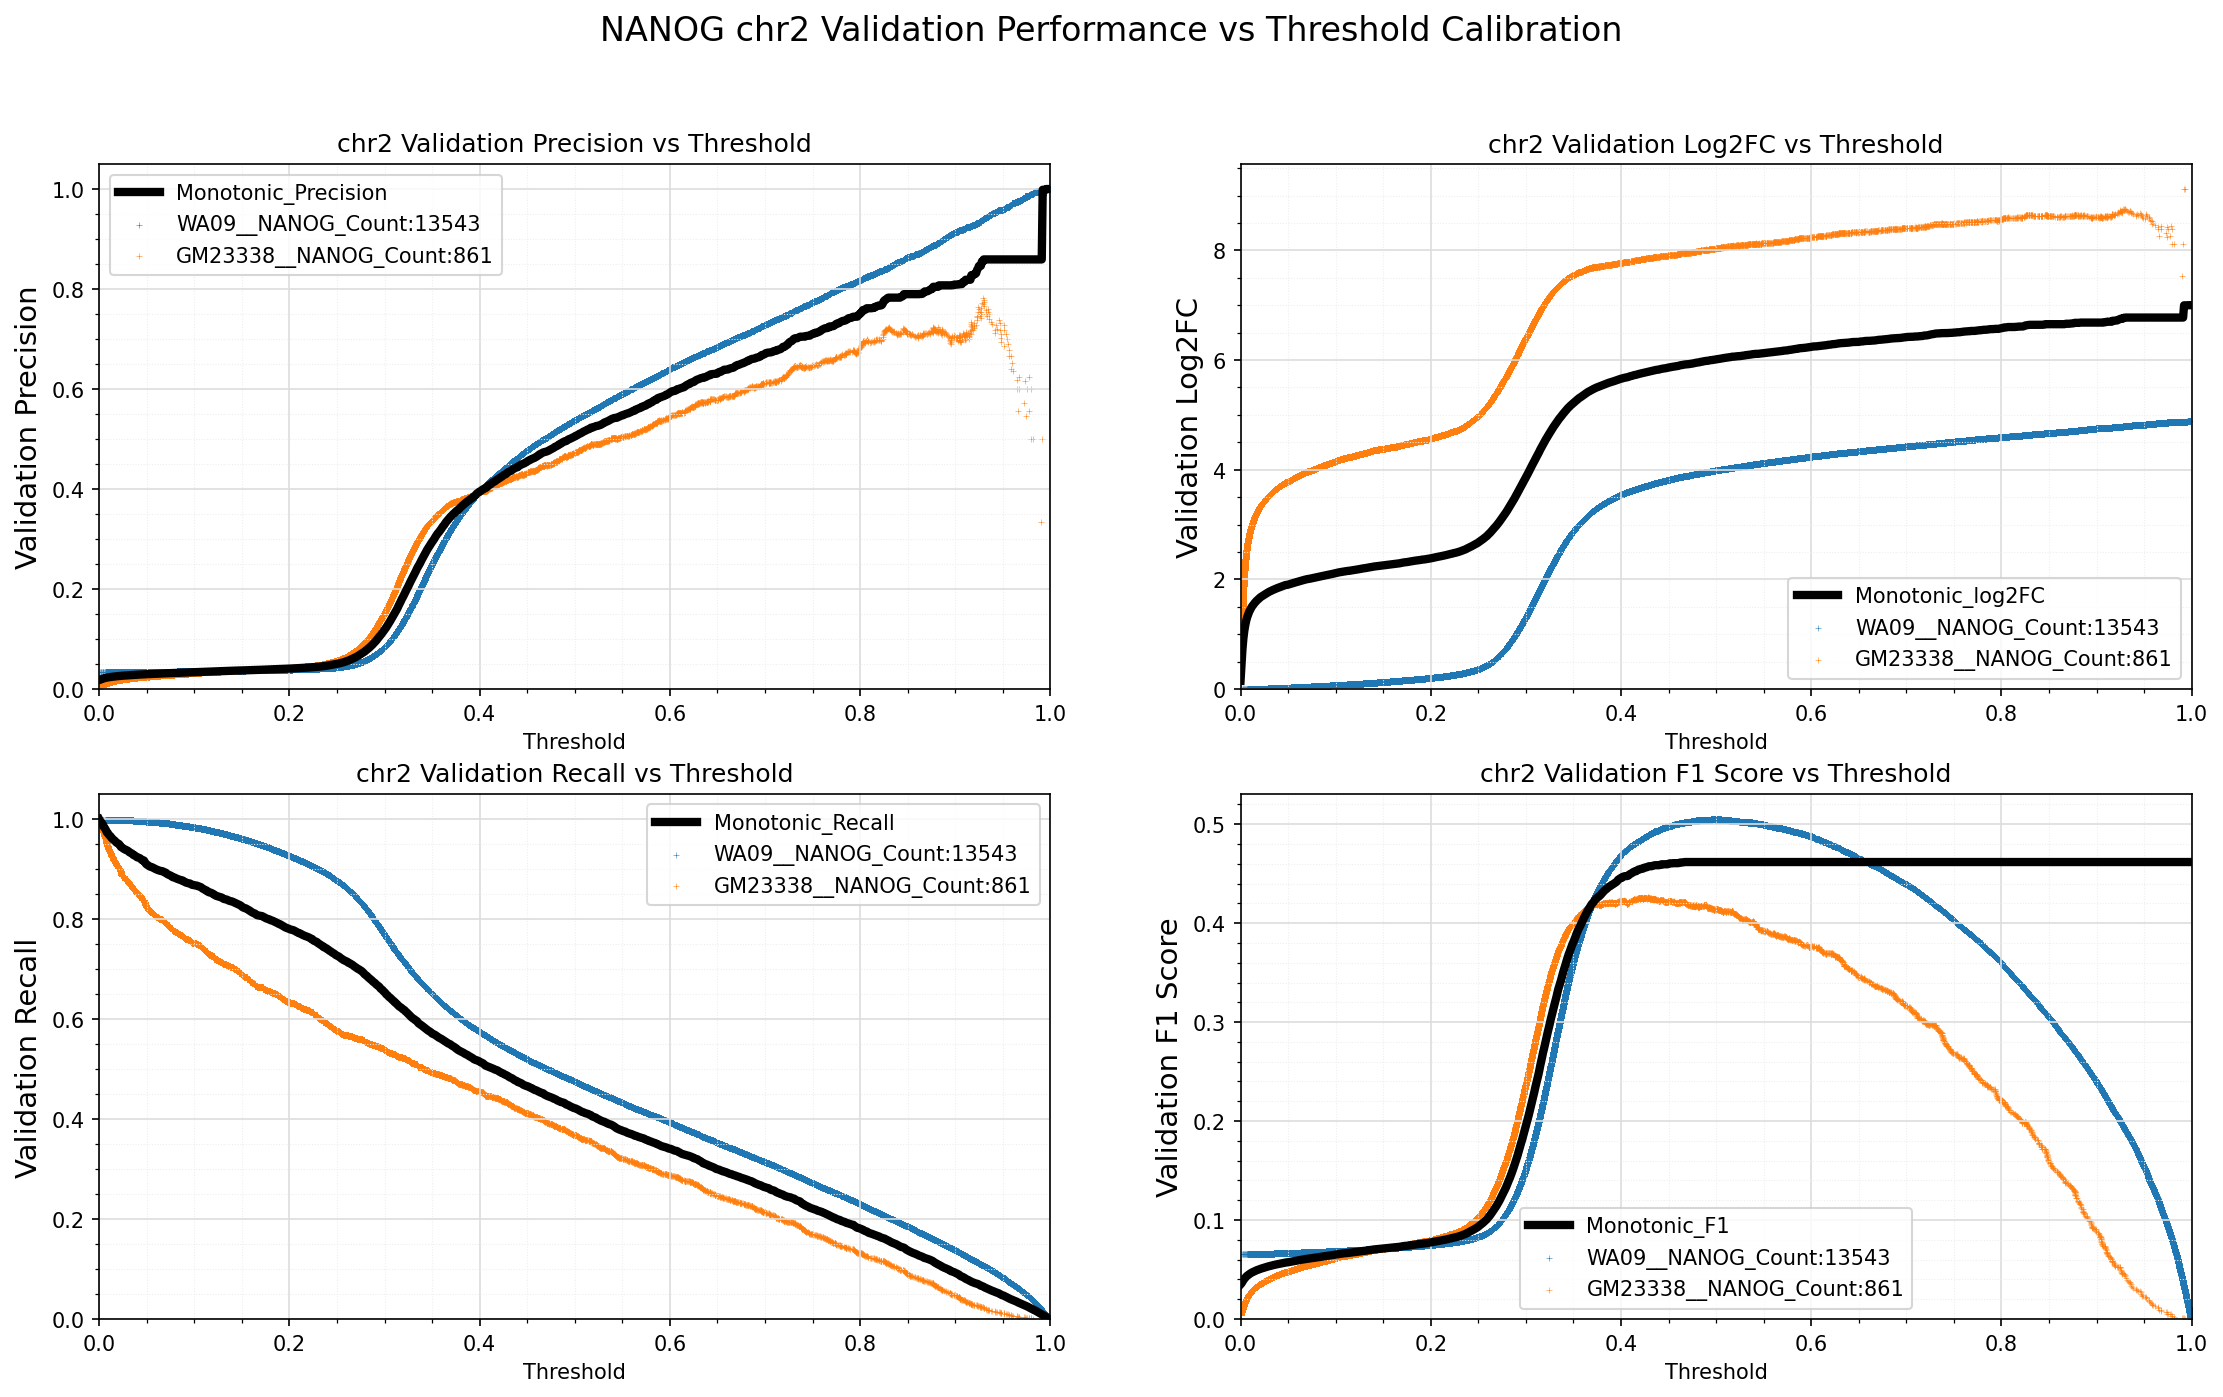 NANOG chr2 Validation Performance vs Threshold Calibration
chr2 Validation Precision vs Threshold
Validation Precision
1.0
0.8
0.6
0.4
0.2
0.0
Monotonic_Precision
WA09__NANOG_Count:13543
GM23338__NANOG_Count:861
0.0 0.2 0.4 0.6 0.8 1.0
Threshold
chr2 Validation Log2FC vs Threshold
Validation Log2FC
8
6
4
2
0
Monotonic_log2FC
WA09__NANOG_Count:13543
GM23338__NANOG_Count:861
0.0 0.2 0.4 0.6 0.8 1.0
Threshold
chr2 Validation Recall vs Threshold
Validation Recall
1.0
0.8
0.6
0.4
0.2
0.0
Monotonic_Recall
WA09__NANOG_Count:13543
GM23338__NANOG_Count:861
0.0 0.2 0.4 0.6 0.8 1.0
Threshold
chr2 Validation F1 Score vs Threshold
Validation F1 Score
0.5
0.4
0.3
0.2
0.1
0.0
Monotonic_F1
WA09__NANOG_Count:13543
GM23338__NANOG_Count:861
0.0 0.2 0.4 0.6 0.8 1.0
Threshold